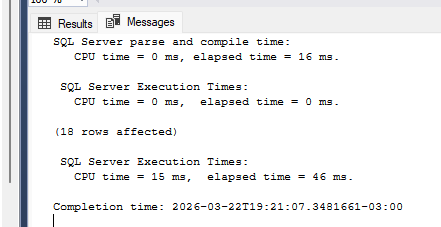 100 %
Results Messages
SQL Server parse and compile time:
CPU time = 0 ms, elapsed time = 16 ms.
SQL Server Execution Times:
CPU time = 0 ms,  elapsed time = 0 ms.
(18 rows affected)
SQL Server Execution Times:
CPU time = 15 ms,  elapsed time = 46 ms.
Completion time: 2026-03-22T19:21:07.3481661-03:00